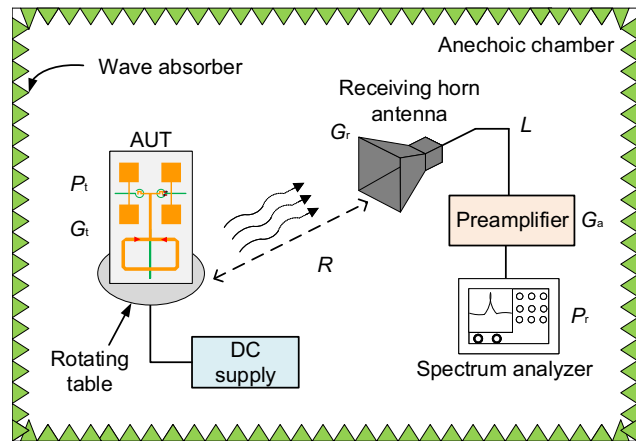 Anechoic chamber
Wave absorber
Receiving horn
antenna
AUT
Gr
L
Pt
Gt
Preamplifier
Ga
R
Pr
Rotating
table
DC
supply
Spectrum analyzer